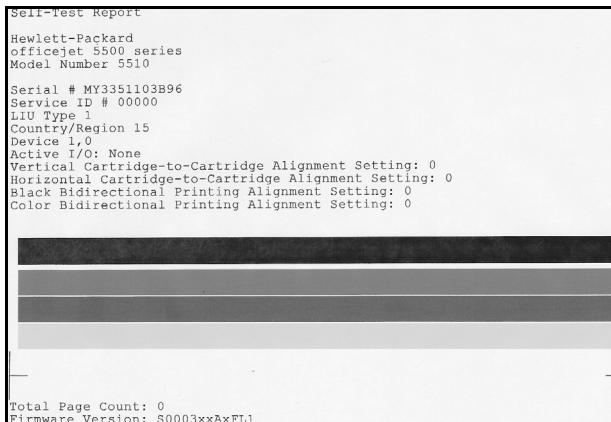 Self-Test Report
Hewlett-Packard
officejet 5500 series
Model Number 5510
Serial # MY3351103B96
Service ID # 00000
LIU Type 1
Country/Region 15
Device 1,0
Active I/O: None
Vertical Cartridge-to-Cartridge Alignment Setting: 0
Horizontal Cartridge-to-Cartridge Alignment Setting: 0
Black Bidirectional Printing Alignment Setting: 0
Color Bidirectional Printing Alignment Setting: 0
Total Page Count: 0
Firmware Version: S0003xxAxFL1